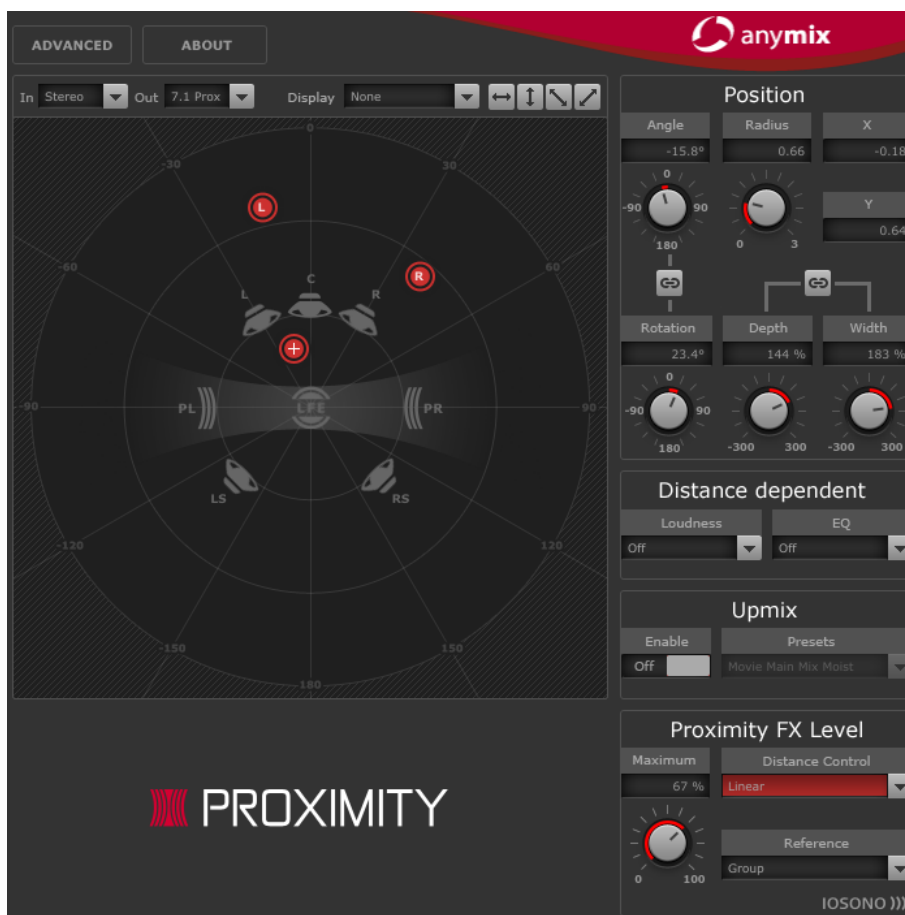 ADVANCED ABOUT anymix
In Stereo Out 7.1 Prox Display None
Position
Angle Radius X
-15.8° 0.66 -0.18
0
-90 90
180
0 3
Y
0.64
Rotation Depth Width
23.4° 144 % 183 %
0
-90 90
180
-300 300
-300 300
0
-30 30
-60 60
-90 90
-120 120
-150 150
180
L
R
L C R
PL LFE PR
LS RS
Distance dependent
Loudness EQ
Off Off
Upmix
Enable Presets
Off Movie Main Mix Moist
Proximity FX Level
Maximum Distance Control
67 % Linear
0 100
Reference
Group
PROXIMITY
IOSONO